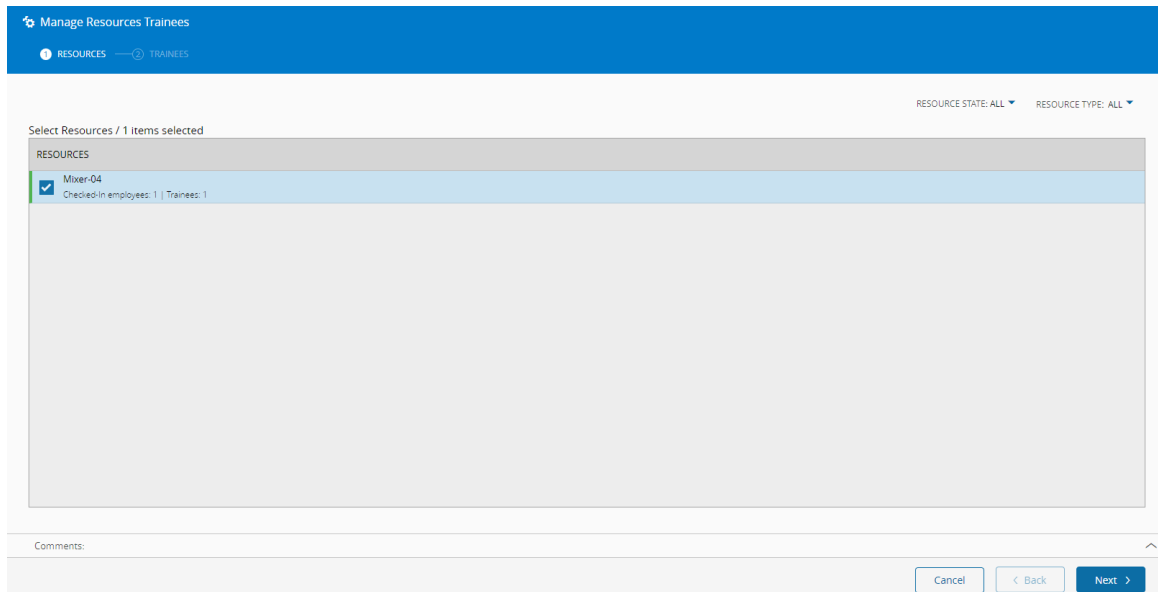 Manage Resources Trainees
1 RESOURCES 2 TRAINEES
RESOURCE STATE: ALL RESOURCE TYPE: ALL
Select Resources / 1 items selected
RESOURCES
Mixer-04
Checked-In employees: 1 | Trainees: 1
Comments:
Cancel < Back Next >